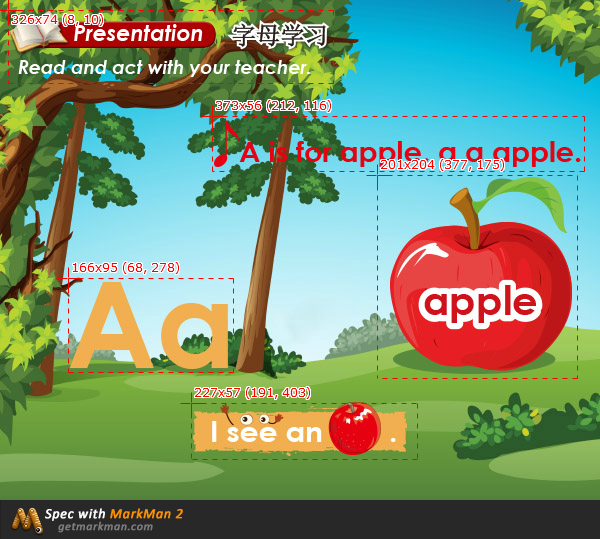 326x74 (8, 10)
Presentation 字母学习
Read and act with your teacher.
373x56 (212, 116)
A is for apple, a a apple.
201x204 (377, 175)
166x95 (68, 278)
Aa
apple
227x57 (191, 403)
I see an .
Spec with MarkMan 2
getmarkman.com